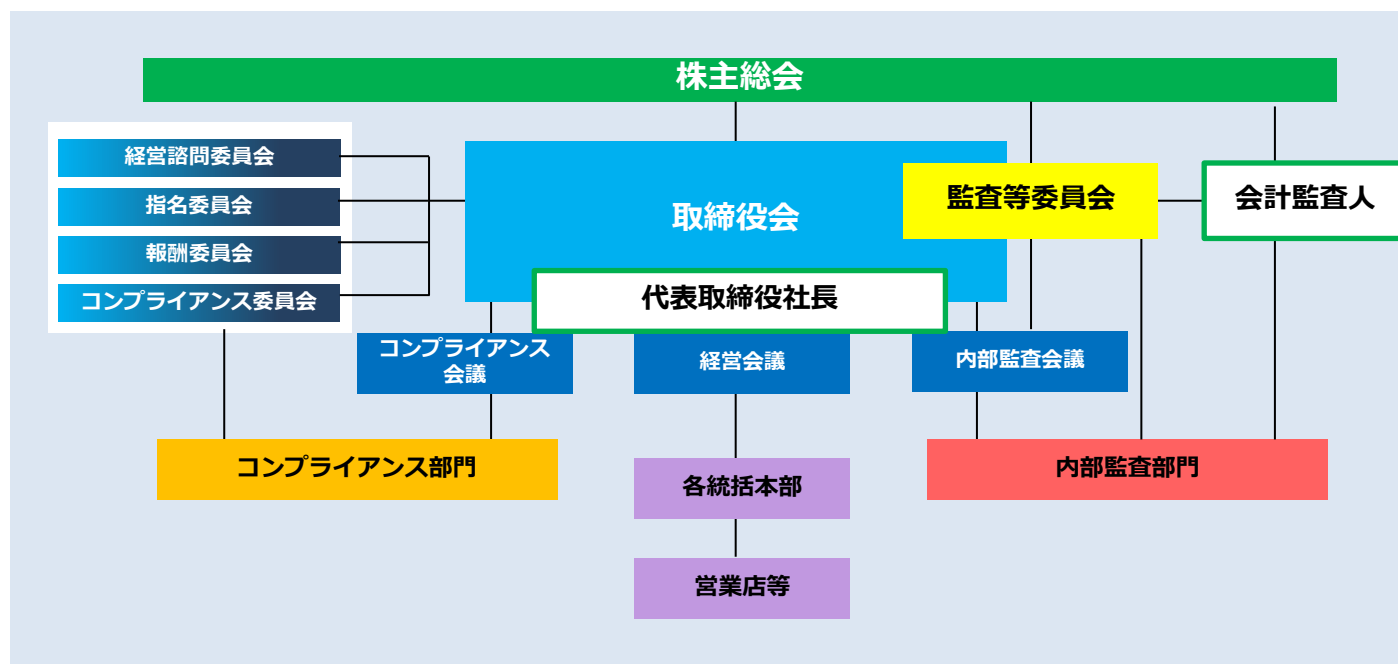 株主総会
経営諮問委員会
指名委員会
報酬委員会
コンプライアンス委員会
取締役会
監査等委員会
会計監査人
代表取締役社長
コンプライアンス
会議
経営会議
内部監査会議
コンプライアンス部門
各統括本部
内部監査部門
営業店等